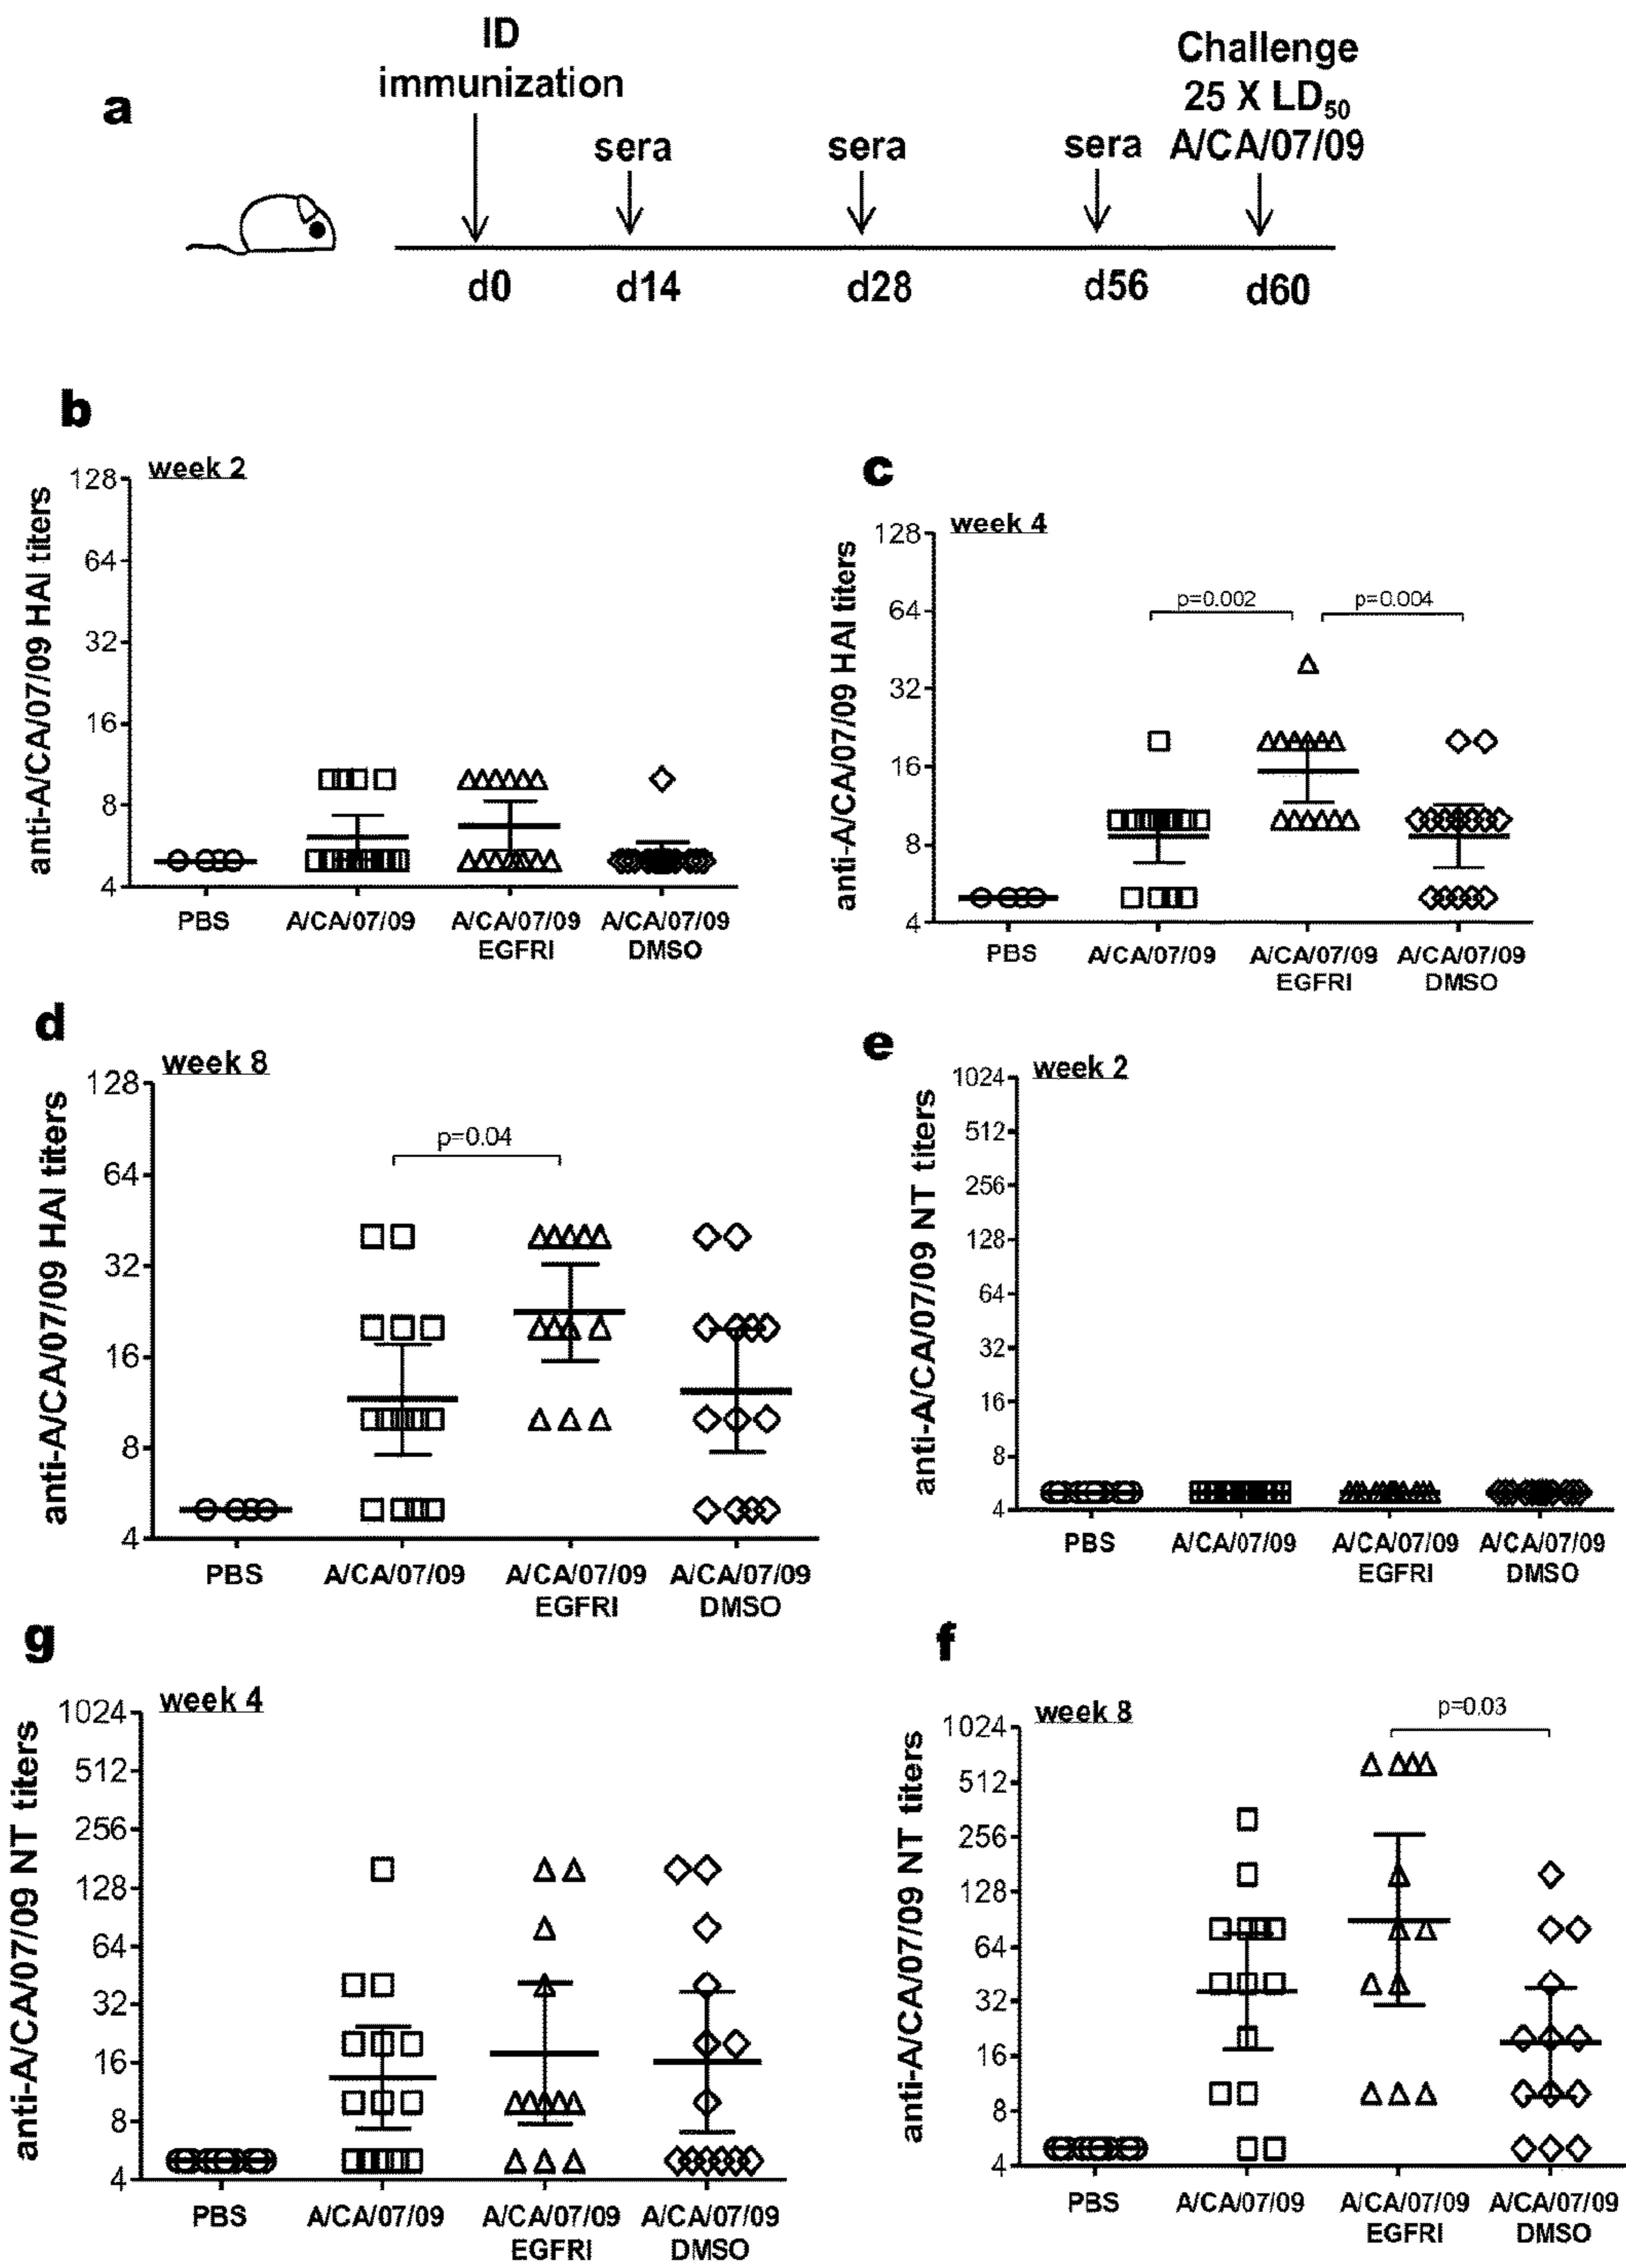 a
ID
immunization
sera
sera
sera
Challenge
25 X LD50
A/CA/07/09
d0
d14
d28
d56
d60
b
week 2
anti-A/CA/07/09 HAI titers
128
64
32
16
8
4
PBS
A/CA/07/09
A/CA/07/09
EGFRI
A/CA/07/09
DMSO
c
week 4
anti-A/CA/07/09 HAI titers
128
64
32
16
8
4
p=0.002
p=0.004
PBS
A/CA/07/09
A/CA/07/09
EGFRI
A/CA/07/09
DMSO
d
week 8
anti-A/CA/07/09 HAI titers
128
64
32
16
8
4
p=0.04
PBS
A/CA/07/09
A/CA/07/09
EGFRI
A/CA/07/09
DMSO
e
week 2
anti-A/CA/07/09 NT titers
1024
512
256
128
64
32
16
8
4
PBS
A/CA/07/09
A/CA/07/09
EGFRI
A/CA/07/09
DMSO
g
week 4
anti-A/CA/07/09 NT titers
1024
512
256
128
64
32
16
8
4
PBS
A/CA/07/09
A/CA/07/09
EGFRI
A/CA/07/09
DMSO
f
week 8
anti-A/CA/07/09 NT titers
1024
512
256
128
64
32
16
8
4
p=0.03
PBS
A/CA/07/09
A/CA/07/09
EGFRI
A/CA/07/09
DMSO